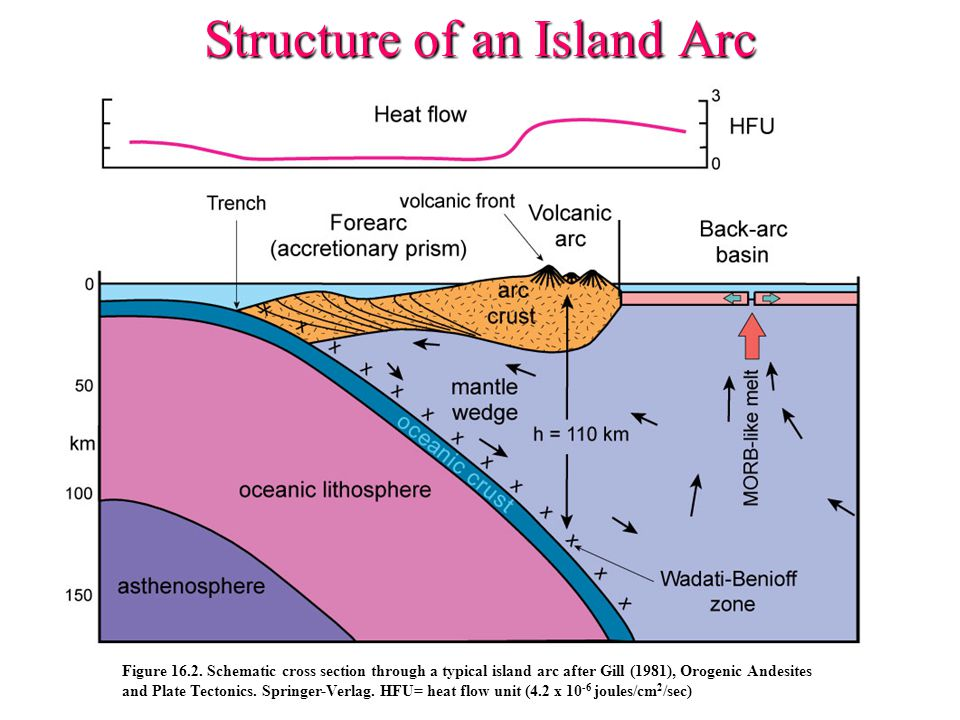 Structure of an Island Arc
3
Heat flow
HFU
0
Trench
volcanic front
Volcanic
arc
Forearc
(accretionary prism)
Back-arc
basin
0
arc
crust
50
mantle
wedge
MORB-like melt
oceanic crust
h = 110 km
km
oceanic lithosphere
100
asthenosphere
Wadati-Benioff
zone
150
Figure 16.2. Schematic cross section through a typical island arc after Gill (1981), Orogenic Andesites
and Plate Tectonics. Springer-Verlag. HFU= heat flow unit (4.2 x 10⁻⁶ joules/cm²/sec)